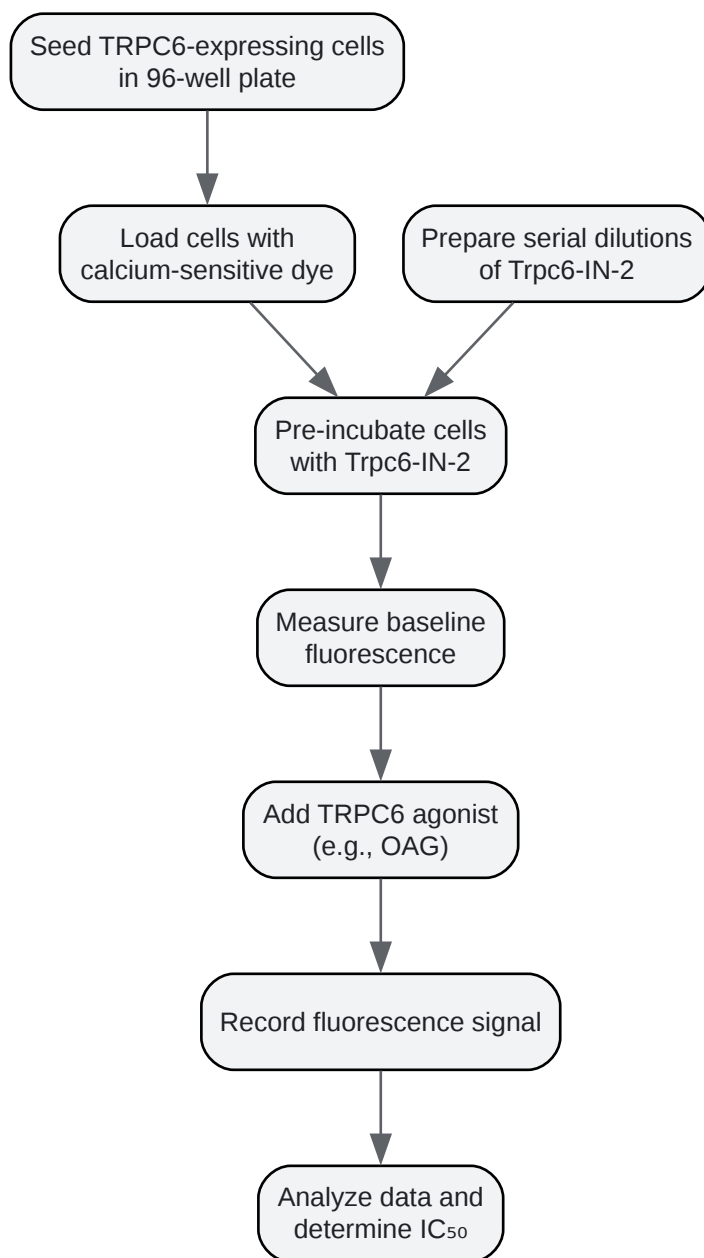 Seed TRPC6-expressing cells
in 96-well plate
Load cells with
calcium-sensitive dye
Prepare serial dilutions
of Trpc6-IN-2
Pre-incubate cells
with Trpc6-IN-2
Measure baseline
fluorescence
Add TRPC6 agonist
(e.g., OAG)
Record fluorescence signal
Analyze data and
determine IC₅₀